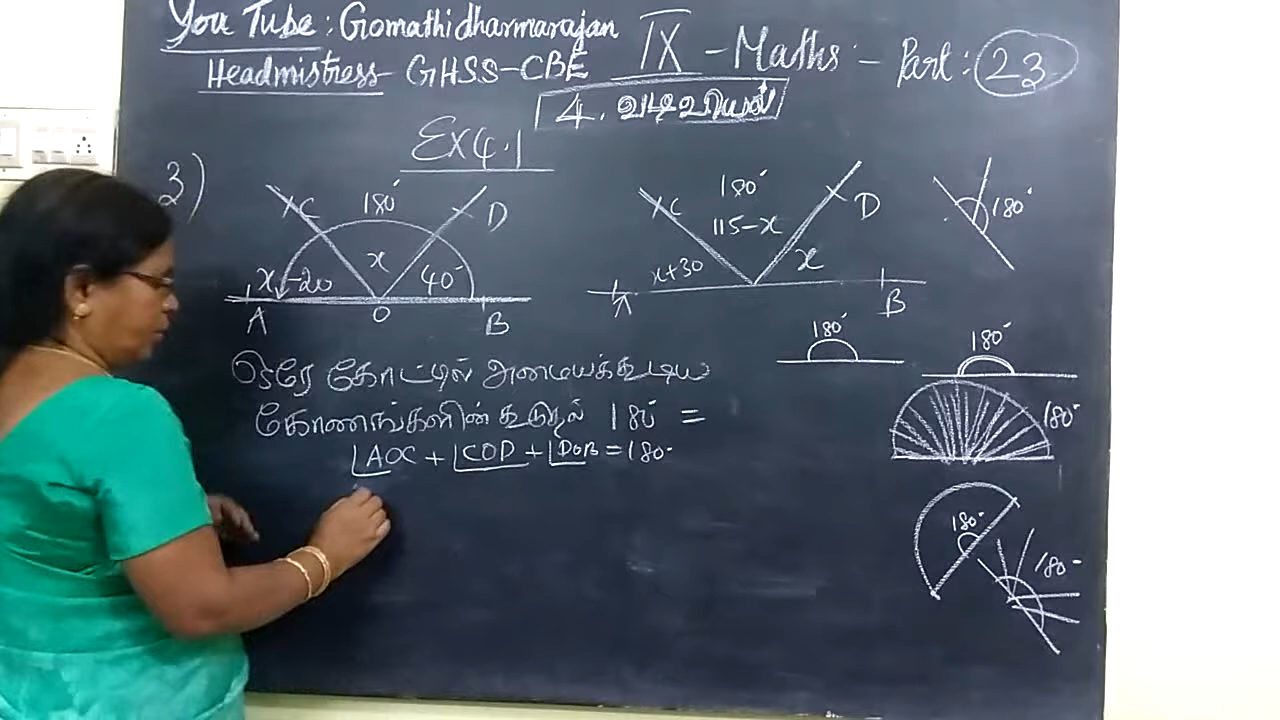 You Tube : Gomathidharmarajan
Headmistress GHSS-CBE
IX - Maths - Part : 23
4. வடிவியல்
Ex 4.1
3)
180°
C
D
x
x-20
40°
A
O
B
180°
C
D
115-x
x+30
x
A
B
180°
180°
180°
ஒரே கோட்டில் அமையக்கூடிய
கோணங்களின் கூடுதல் 180° =
∠AOC + ∠COD + ∠DOB = 180°
180°
180°
180°